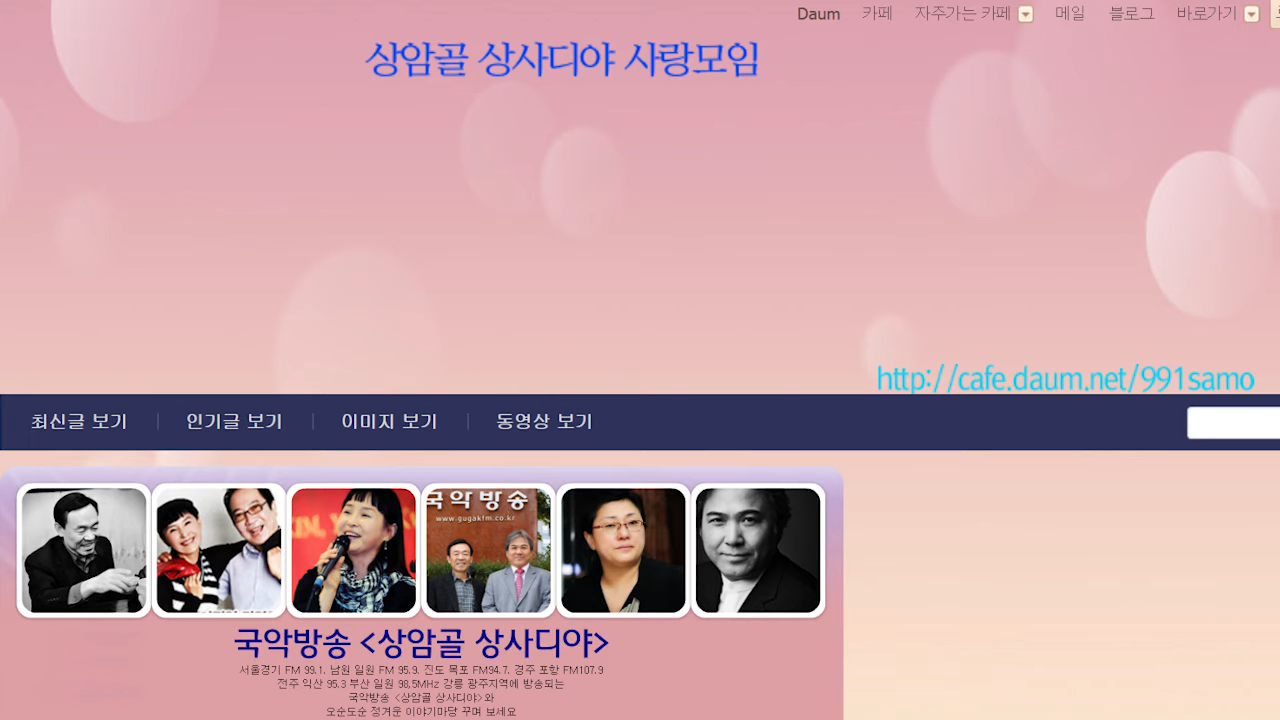 Daum 카페 자주가는 카페 메일 블로그 바로가기
상암골 상사디야 사랑모임
http://cafe.daum.net/991samo
최신글 보기 | 인기글 보기 | 이미지 보기 | 동영상 보기
국악방송
www.gugakfm.co.kr
국악방송 <상암골 상사디야>
서울경기 FM 99.1, 남원 일원 FM 95.9, 진도 목포 FM94.7, 경주 포항 FM107.9
전주 익산 95.3 부산 일원 98.5MHz 강릉 광주지역에 방송되는
국악방송 <상암골 상사디야>와
오순도순 정겨운 이야기마당 꾸며 보세요